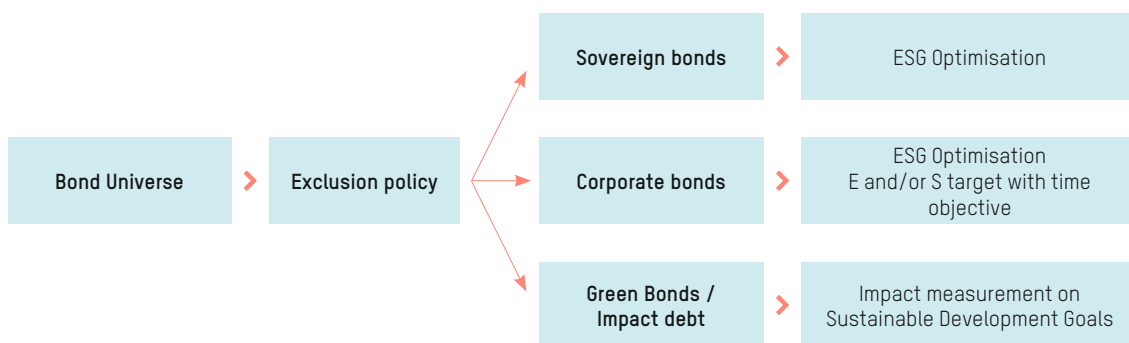 Sovereign bonds
ESG Optimisation
Bond Universe
Exclusion policy
Corporate bonds
ESG Optimisation
E and/or S target with time
objective
Green Bonds /
Impact debt
Impact measurement on
Sustainable Development Goals